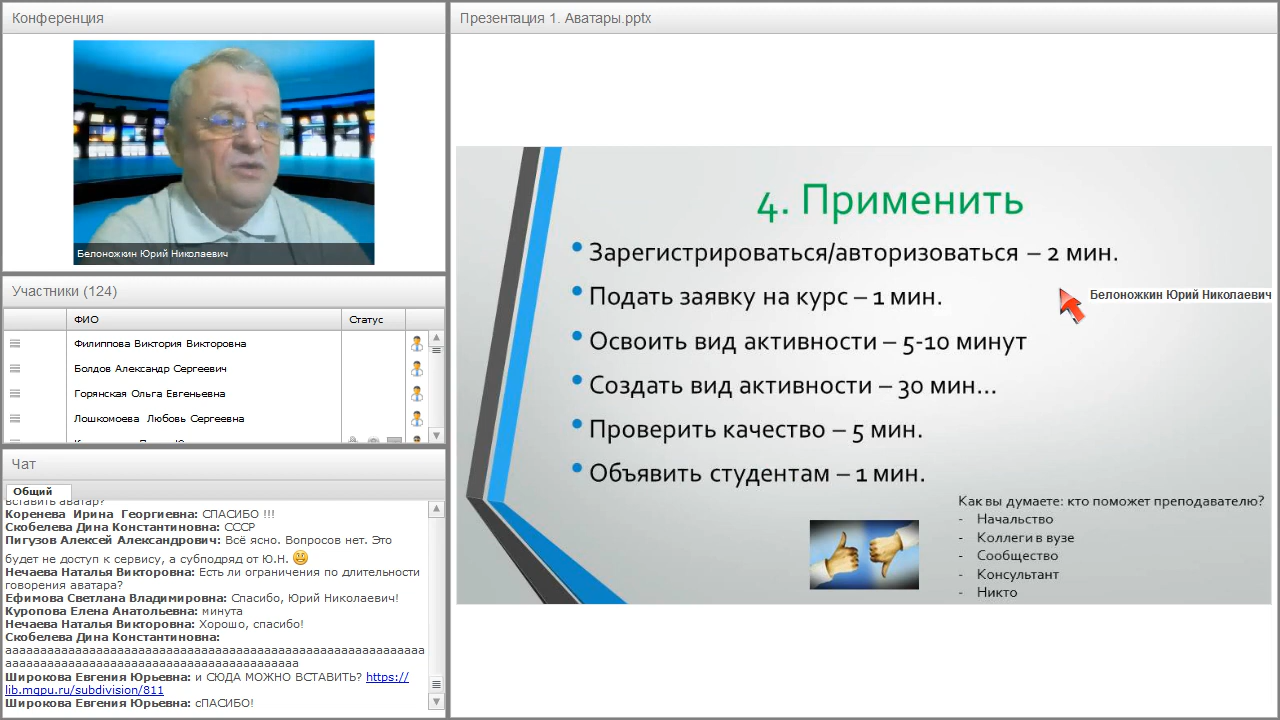 Конференция
Белоножкин Юрий Николаевич
Участники (124)
ФИО
Статус
Филиппова Виктория Викторовна
Болдов Александр Сергеевич
Горянская Ольга Евгеньевна
Лошкомоева Любовь Сергеевна
Чат
Общий
вставить аватар?
Коренева Ирина Георгиевна: СПАСИБО !!!
Скобелева Дина Константиновна: СССР
Пигузов Алексей Александрович: Всё ясно. Вопросов нет. Это
будет не доступ к сервису, а субподряд от Ю.Н.
Нечаева Наталья Викторовна: Есть ли ограничения по длительности
говорения аватара?
Ефимова Светлана Владимировна: Спасибо, Юрий Николаевич!
Куропова Елена Анатольевна: минута
Нечаева Наталья Викторовна: Хорошо, спасибо!
Скобелева Дина Константиновна:
Широкова Евгения Юрьевна: и СЮДА МОЖНО ВСТАВИТЬ? https://
lib.mgpu.ru/subdivision/811
Широкова Евгения Юрьевна: сПАСИБО!
Презентация 1. Аватары.pptx
4. Применить
• Зарегистрироваться/авторизоваться – 2 мин.
• Подать заявку на курс – 1 мин.
Белоножкин Юрий Николаевич
• Освоить вид активности – 5-10 минут
• Создать вид активности – 30 мин...
• Проверить качество – 5 мин.
• Объявить студентам – 1 мин.
Как вы думаете: кто поможет преподавателю?
- Начальство
- Коллеги в вузе
- Сообщество
- Консультант
- Никто